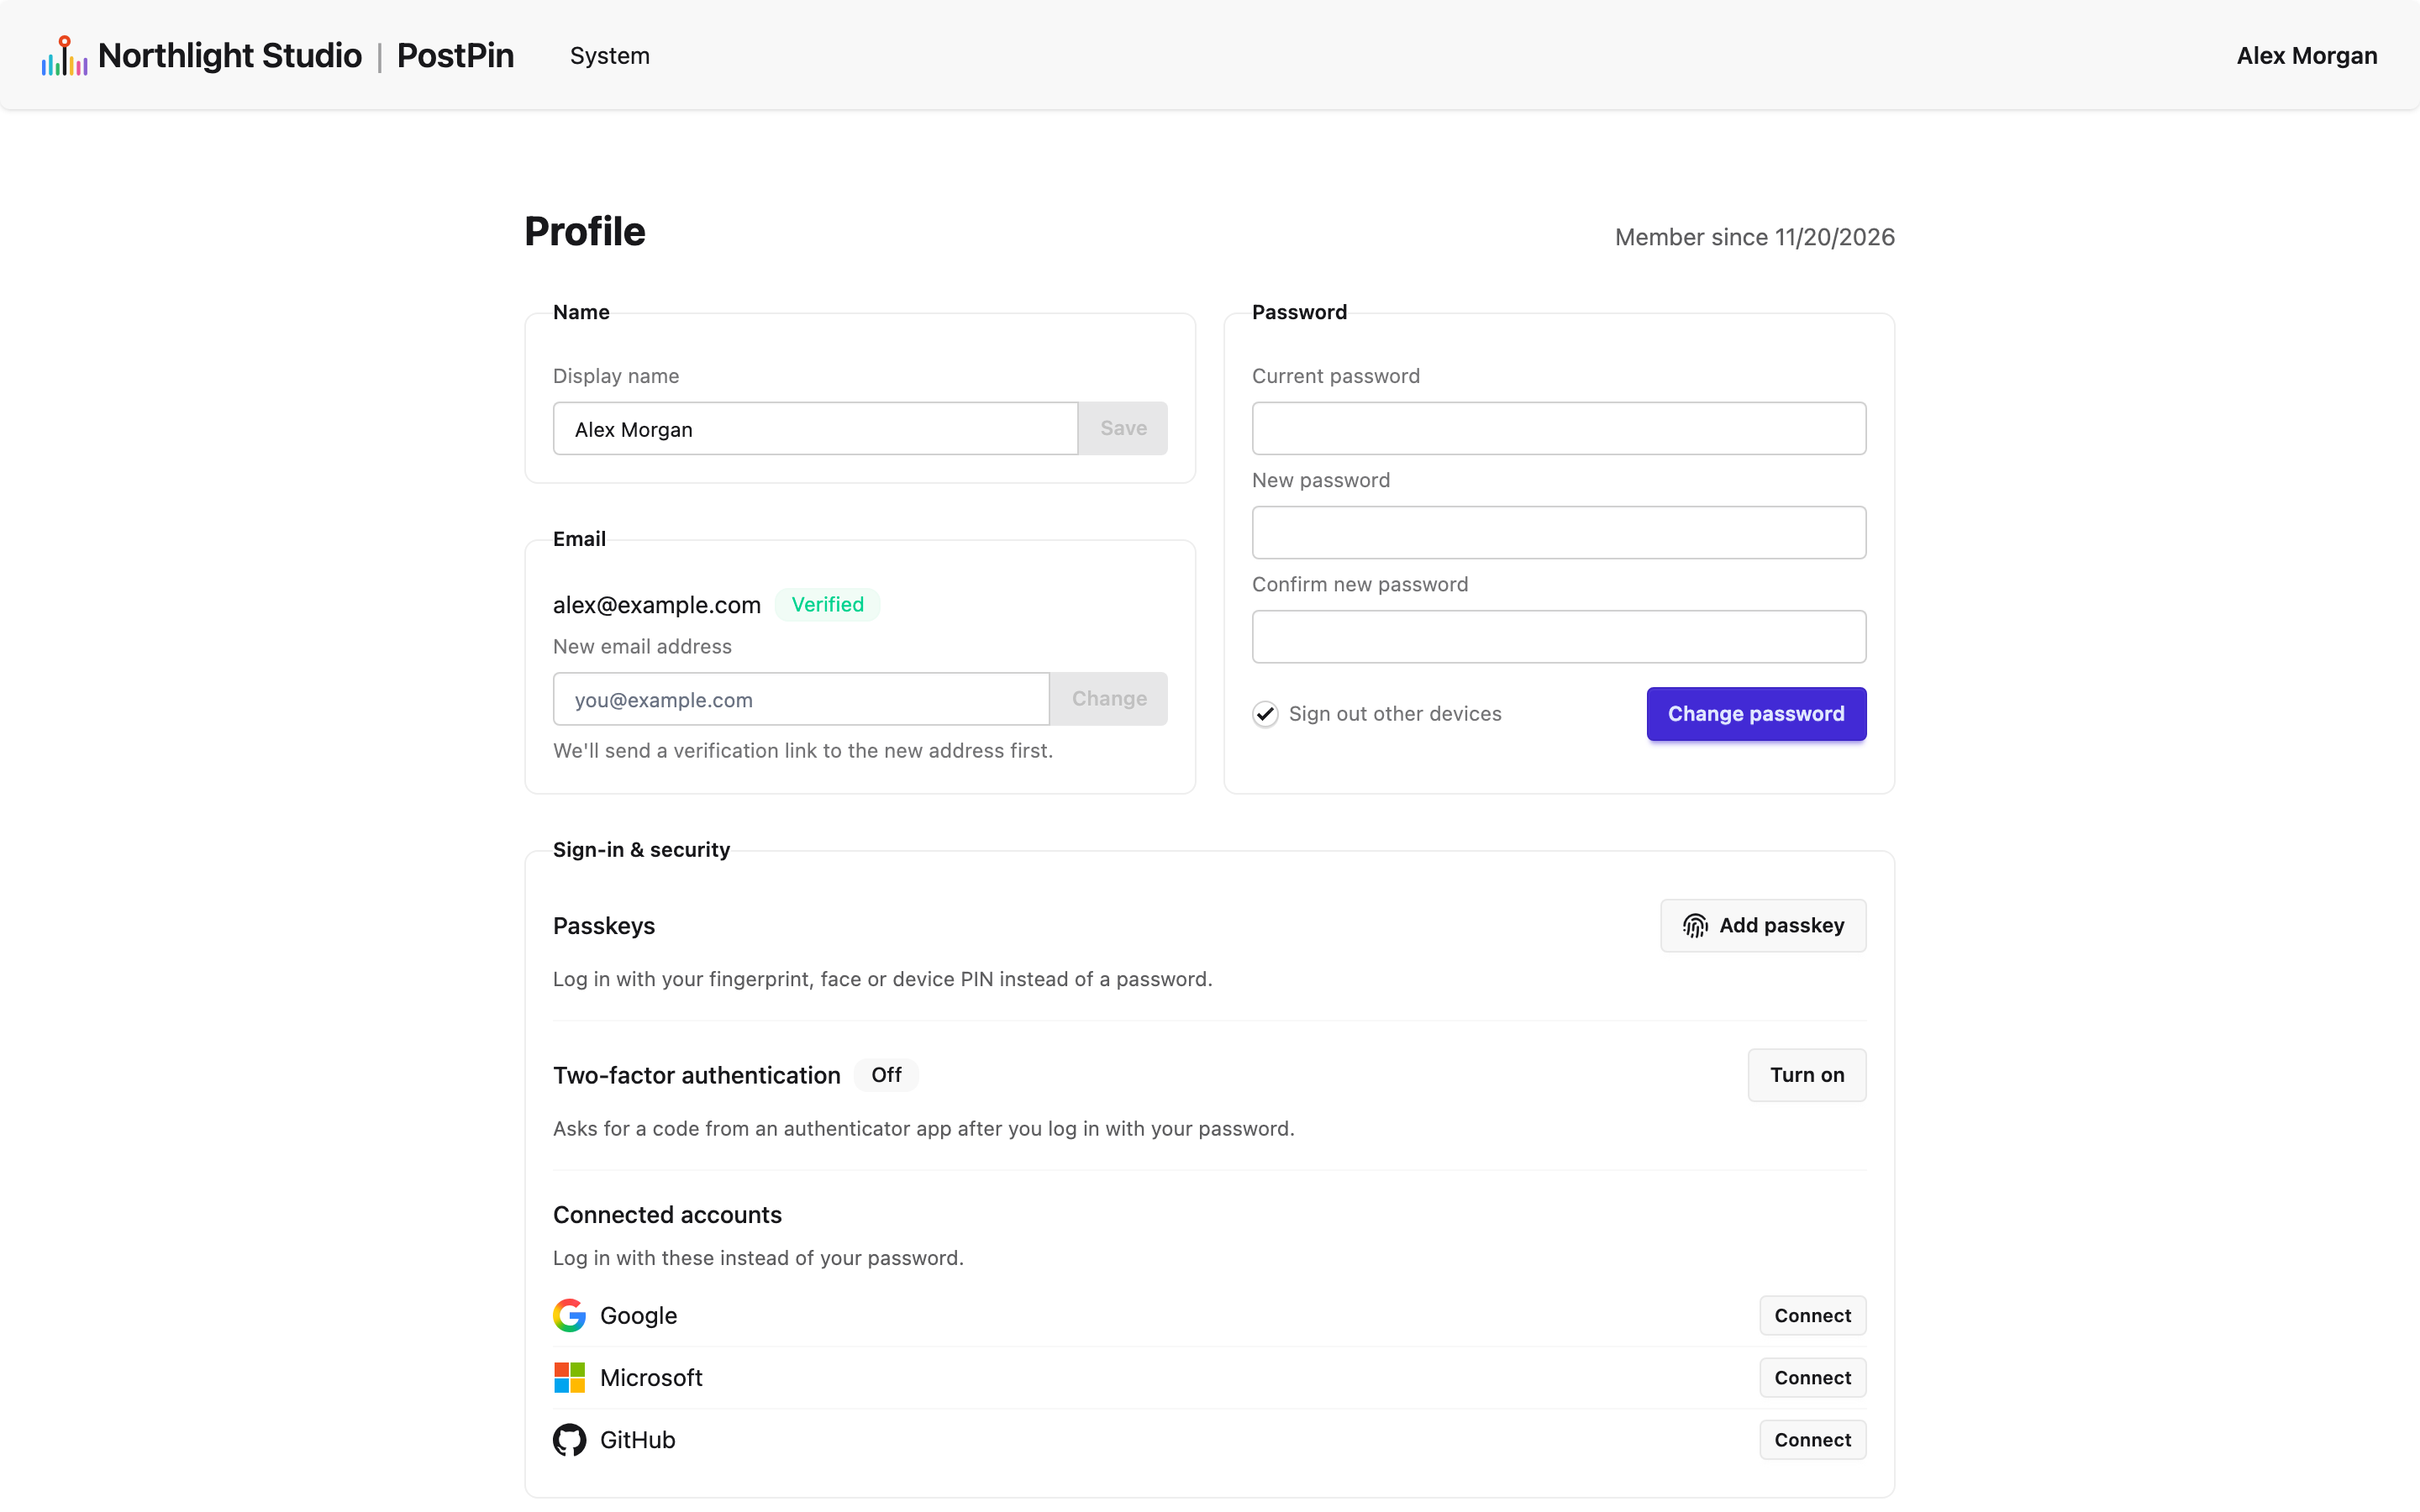 Northlight Studio | PostPin
System
Alex Morgan
Profile
Member since 11/20/2026
Name
Display name
Alex Morgan
Save
Email
alex@example.com
Verified
New email address
you@example.com
Change
We'll send a verification link to the new address first.
Password
Current password
New password
Confirm new password
Sign out other devices
Change password
Sign-in & security
Passkeys
Add passkey
Log in with your fingerprint, face or device PIN instead of a password.
Two-factor authentication
Off
Turn on
Asks for a code from an authenticator app after you log in with your password.
Connected accounts
Log in with these instead of your password.
Google
Connect
Microsoft
Connect
GitHub
Connect